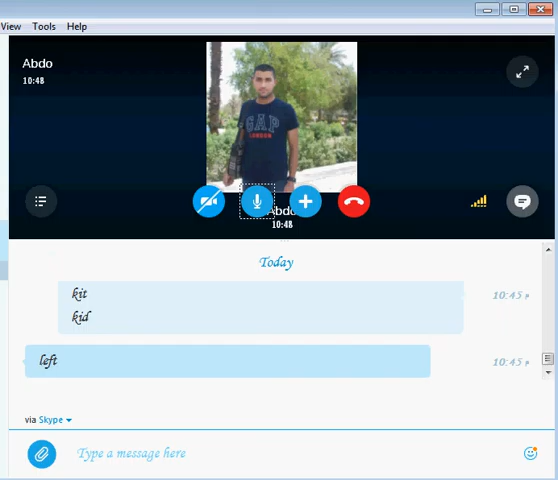 View Tools Help
Abdo
10:48
GAP
LONDON
Abdo
10:48
Today
kit
10:45 م
kid
left
10:45 م
via Skype
Type a message here